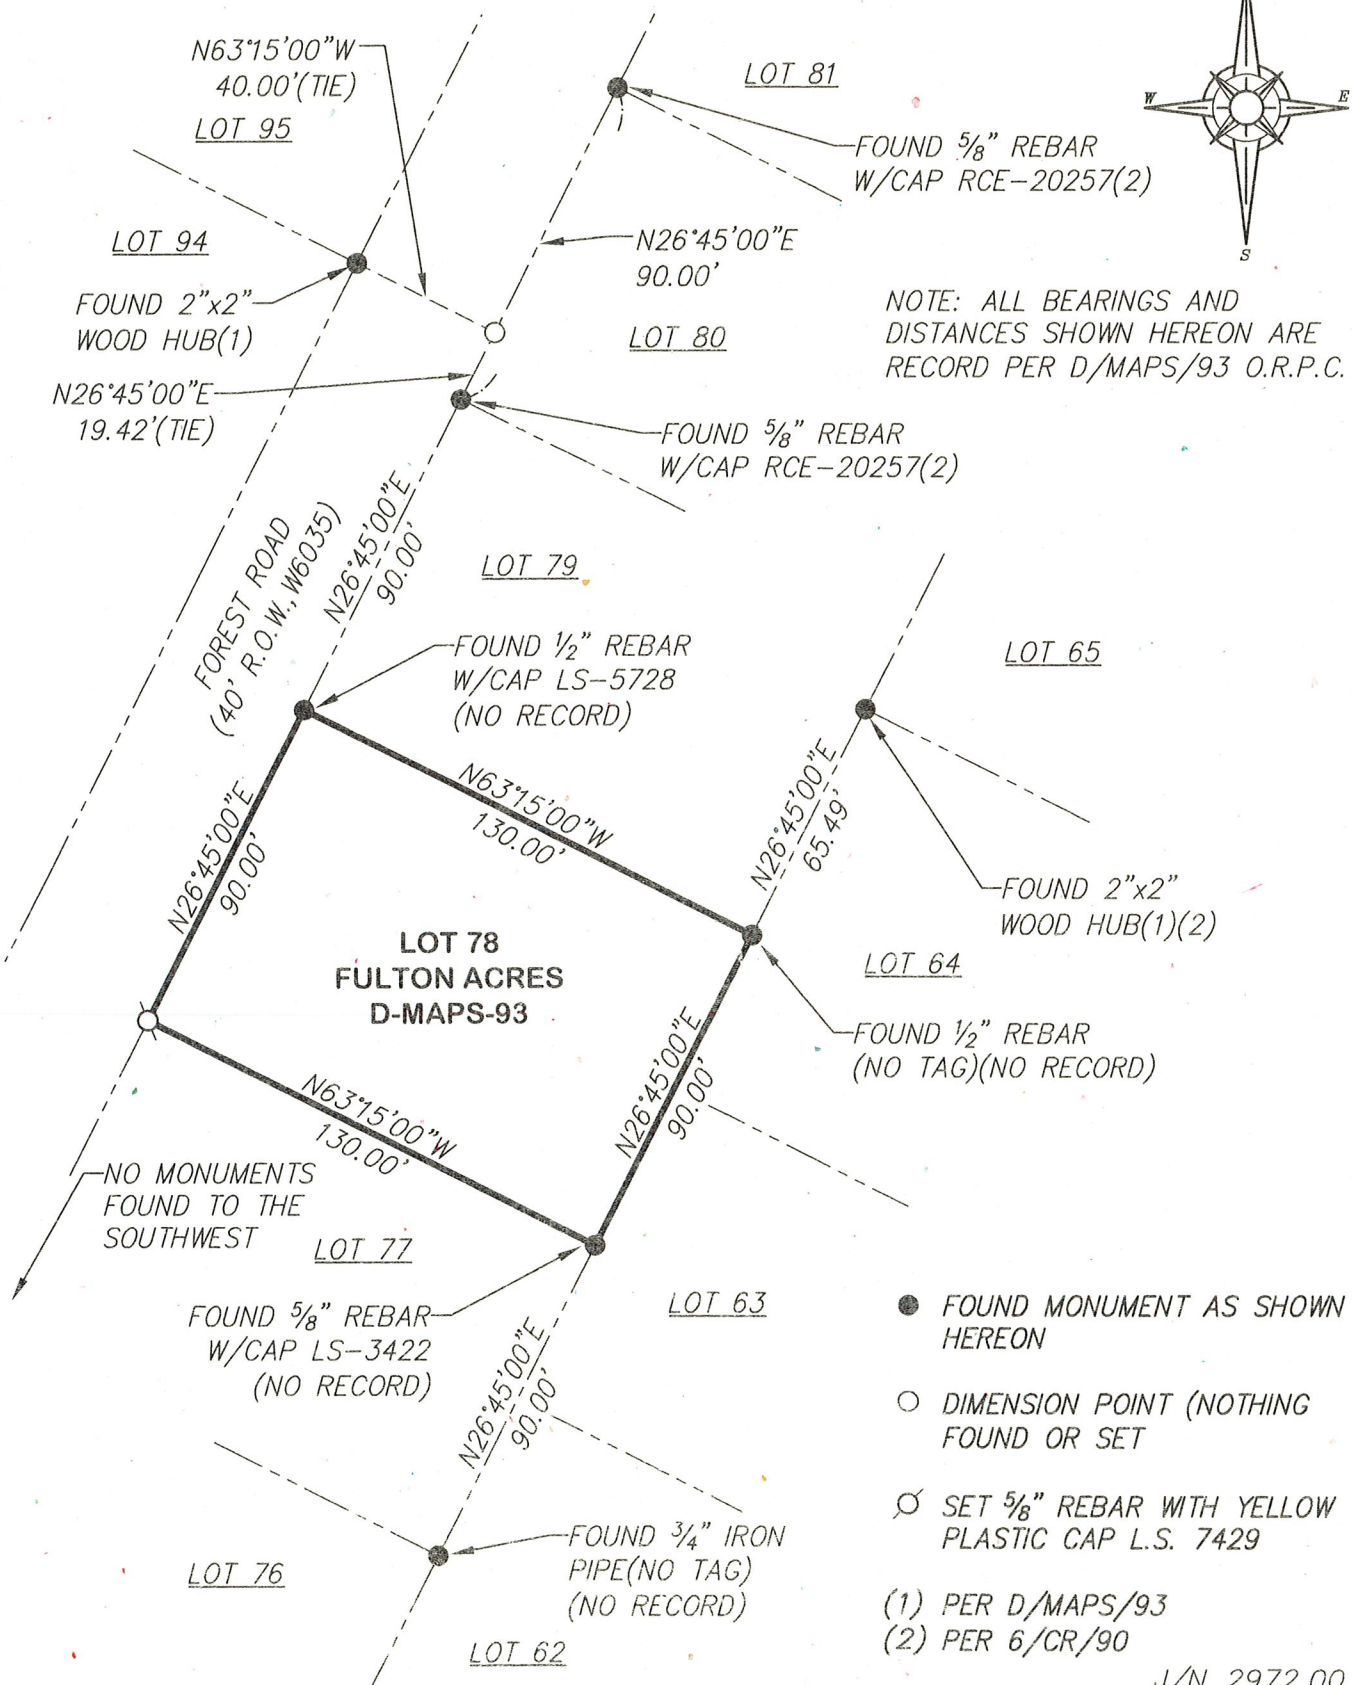 N63°15'00"W
40.00'(TIE)
LOT 95
LOT 81
W
E
S
FOUND 5/8" REBAR
W/CAP RCE-20257(2)
LOT 94
N26°45'00"E
90.00'
FOUND 2"x2"
WOOD HUB(1)
LOT 80
NOTE: ALL BEARINGS AND
DISTANCES SHOWN HEREON ARE
RECORD PER D/MAPS/93 O.R.P.C.
N26°45'00"E
19.42'(TIE)
FOUND 5/8" REBAR
W/CAP RCE-20257(2)
FOREST ROAD
(40' R.O.W., W6035)
N26°45'00"E
90.00'
LOT 79
FOUND 1/2" REBAR
W/CAP LS-5728
(NO RECORD)
LOT 65
N26°45'00"E
90.00'
N63°15'00"W
130.00'
N26°45'00"E
65.49'
FOUND 2"x2"
WOOD HUB(1)(2)
LOT 78
FULTON ACRES
D-MAPS-93
LOT 64
FOUND 1/2" REBAR
(NO TAG)(NO RECORD)
N26°45'00"E
90.00'
N63°15'00"W
130.00'
NO MONUMENTS
FOUND TO THE
SOUTHWEST
LOT 77
LOT 63
FOUND 5/8" REBAR
W/CAP LS-3422
(NO RECORD)
N26°45'00"E
90.00'
LOT 76
FOUND 3/4" IRON
PIPE(NO TAG)
(NO RECORD)
LOT 62
FOUND MONUMENT AS SHOWN
HEREON
DIMENSION POINT (NOTHING
FOUND OR SET
SET 5/8" REBAR WITH YELLOW
PLASTIC CAP L.S. 7429
(1) PER D/MAPS/93
(2) PER 6/CR/90
J/N 2972.00